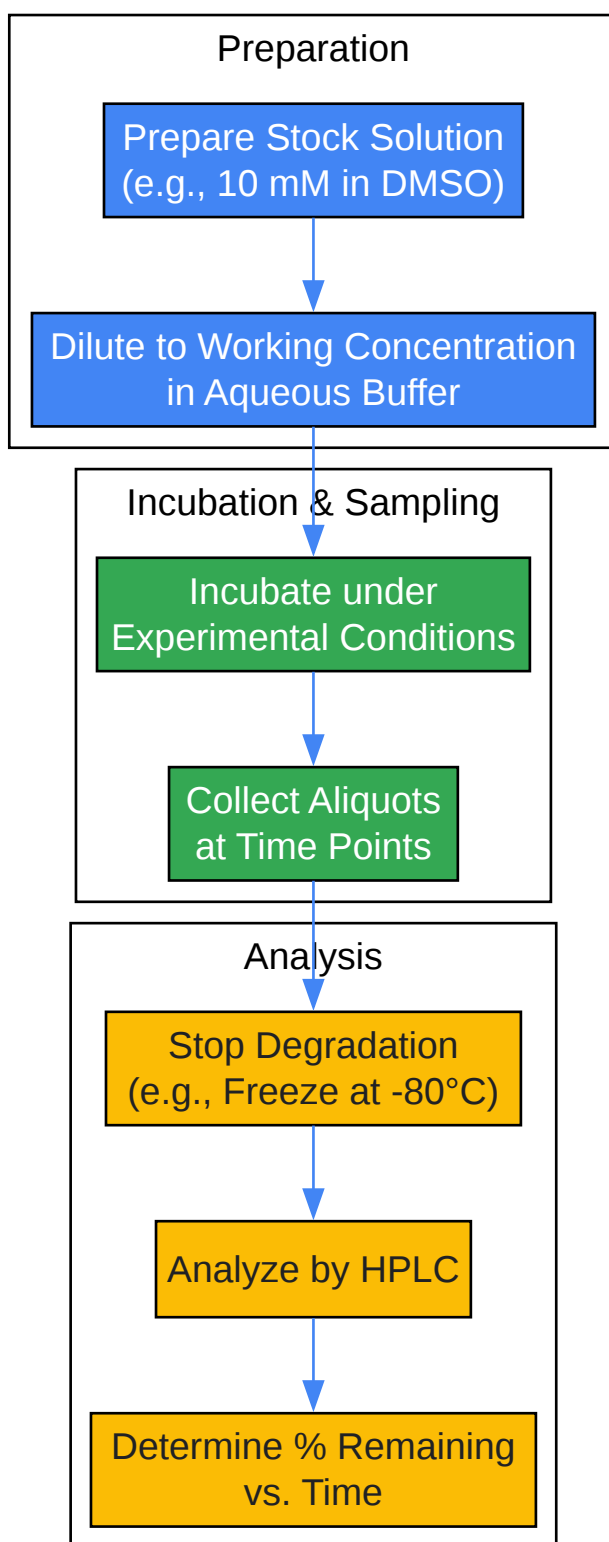 Preparation
Prepare Stock Solution
(e.g., 10 mM in DMSO)
Dilute to Working Concentration
in Aqueous Buffer
Incubation & Sampling
Incubate under
Experimental Conditions
Collect Aliquots
at Time Points
Analysis
Stop Degradation
(e.g., Freeze at -80°C)
Analyze by HPLC
Determine % Remaining
vs. Time